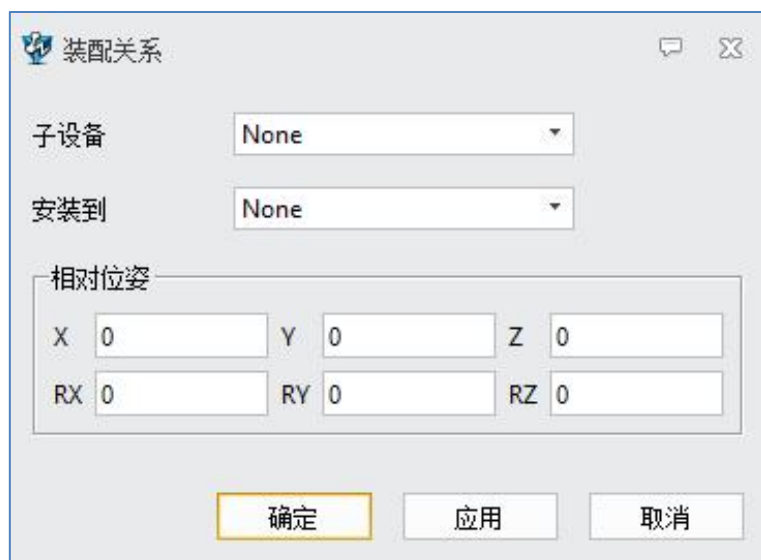 装配关系
子设备 None
安装到 None
相对位姿
X 0 Y 0 Z 0
RX 0 RY 0 RZ 0
确定 应用 取消